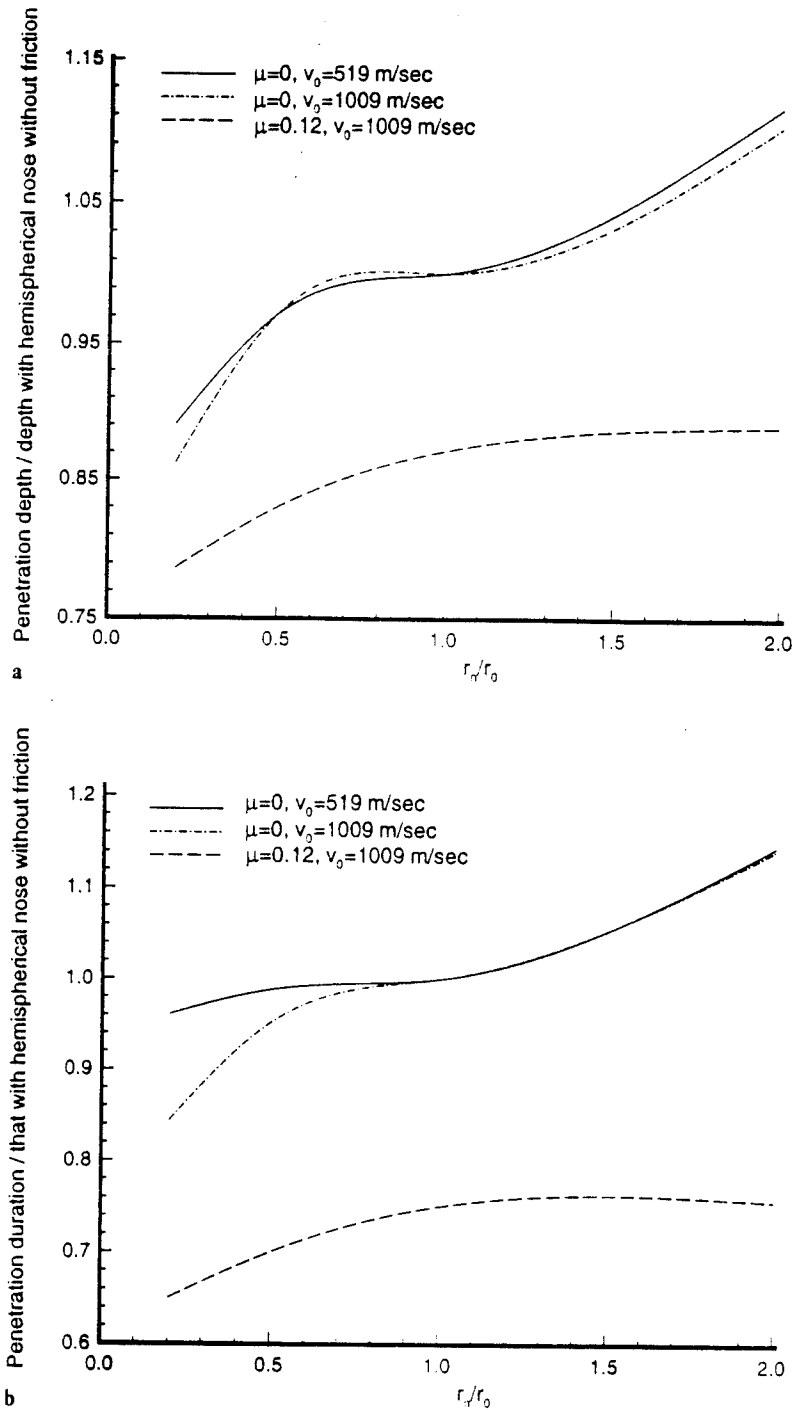 Penetration depth / depth with hemispherical nose without friction
1.15
1.05
0.95
0.85
0.75
μ=0, v₀=519 m/sec
μ=0, v₀=1009 m/sec
μ=0.12, v₀=1009 m/sec
0.0 0.5 1.0 1.5 2.0
rₙ/r₀
a
Penetration duration / that with hemispherical nose without friction
1.2
1.1
1.0
0.9
0.8
0.7
0.6
μ=0, v₀=519 m/sec
μ=0, v₀=1009 m/sec
μ=0.12, v₀=1009 m/sec
0.0 0.5 1.0 1.5 2.0
rₙ/r₀
b